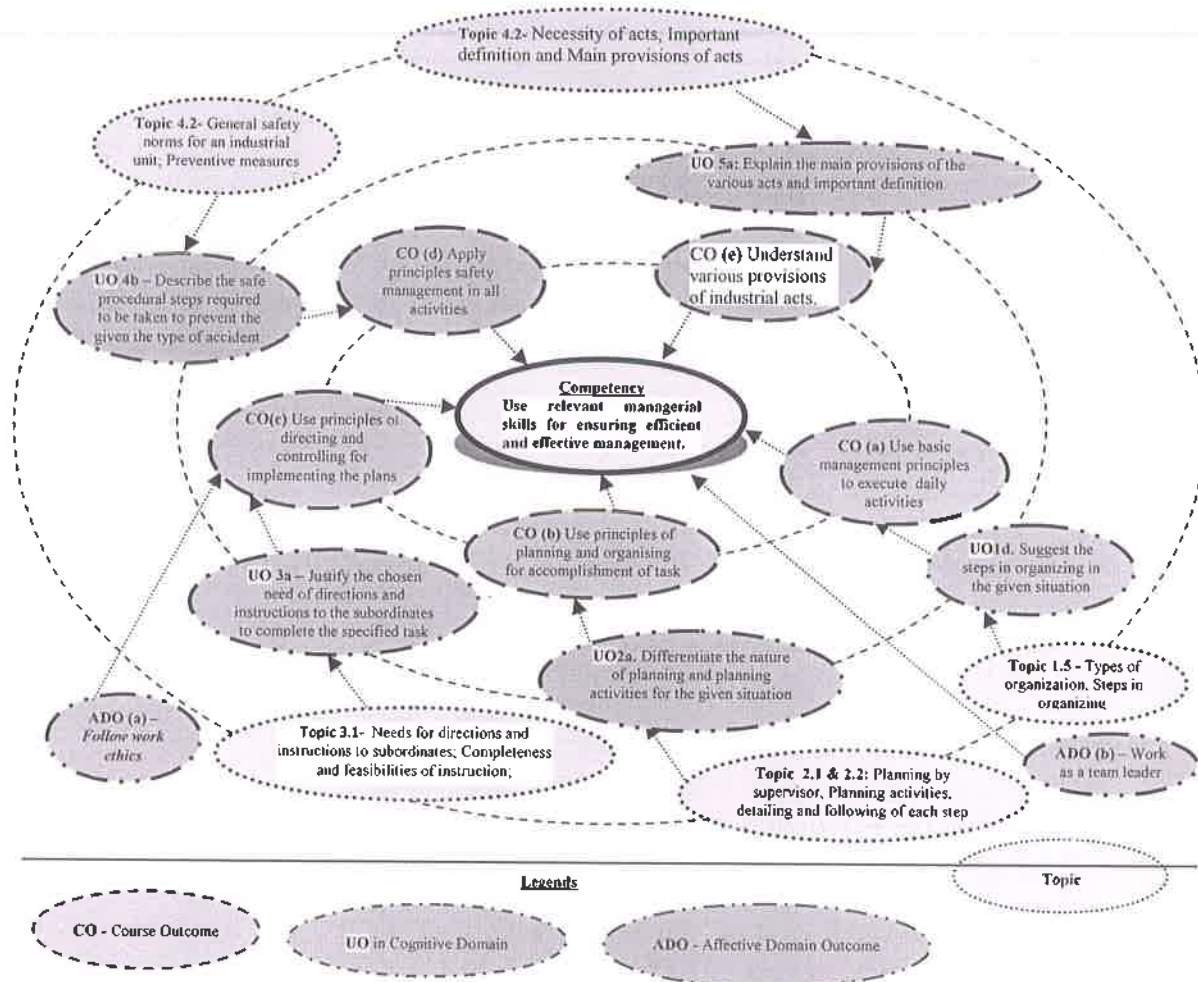 Topic 4.2- Necessity of acts, Important
definition and Main provisions of acts
Topic 4.2- General safety
norms for an industrial
unit; Preventive measures
UO 5a: Explain the main provisions of the
various acts and important definition
UO 4b – Describe the safe
procedural steps required
to be taken to prevent the
given the type of accident
CO (d) Apply
principles safety
management in all
activities
CO (e) Understand
various provisions
of industrial acts.
Competency
Use relevant managerial
skills for ensuring efficient
and effective management.
CO(c) Use principles of
directing and
controlling for
implementing the plans
CO (a) Use basic
management principles
to execute daily
activities
CO (b) Use principles of
planning and organising
for accomplishment of task
UO1d. Suggest the
steps in organizing in
the given situation
UO 3a – Justify the chosen
need of directions and
instructions to the subordinates
to complete the specified task
UO2a. Differentiate the nature
of planning and planning
activities for the given situation
Topic 1.5 - Types of
organization, Steps in
organizing
ADO (a) –
Follow work
ethics
Topic 3.1- Needs for directions and
instructions to subordinates; Completeness
and feasibilities of instruction;
ADO (b) – Work
as a team leader
Topic 2.1 & 2.2: Planning by
supervisor, Planning activities,
detailing and following of each step
Legends
Topic
CO - Course Outcome
UO in Cognitive Domain
ADO - Affective Domain Outcome